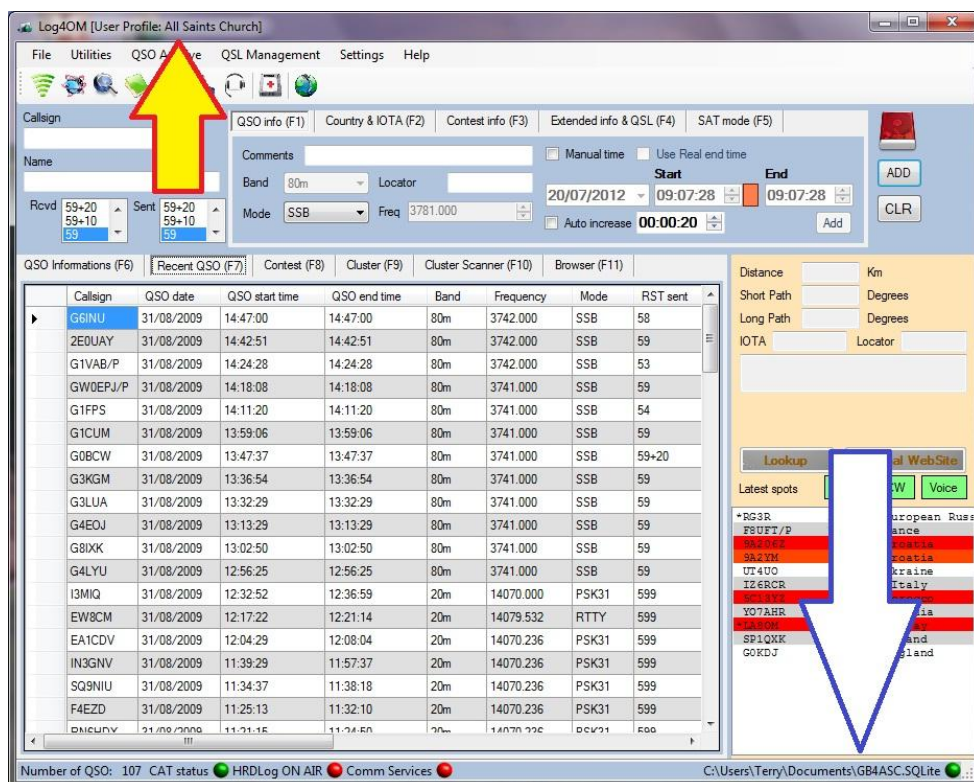 Log4OM [User Profile: All Saints Church]
File Utilities QSO QSL Management Settings Help
Callsign
Name
Rcvd 59+20 59+10 59 Sent 59+20 59+10 59
QSO info (F1) Country & IOTA (F2) Contest info (F3) Extended info & QSL (F4) SAT mode (F5)
Comments Manual time Use Real end time
Start End
Band 80m Locator 20/07/2012 09:07:28 09:07:28
Mode SSB Freq 3781.000 Auto increase 00:00:20 Add
ADD
CLR
QSO Informations (F6) Recent QSO (F7) Contest (F8) Cluster (F9) Cluster Scanner (F10) Browser (F11)
Callsign QSO date QSO start time QSO end time Band Frequency Mode RST sent
G6INU 31/08/2009 14:47:00 14:47:00 80m 3742.000 SSB 58
2E0UAY 31/08/2009 14:42:51 14:42:51 80m 3742.000 SSB 59
G1VAB/P 31/08/2009 14:24:28 14:24:28 80m 3742.000 SSB 53
GW0EPJ/P 31/08/2009 14:18:08 14:18:08 80m 3741.000 SSB 59
G1FPS 31/08/2009 14:11:20 14:11:20 80m 3741.000 SSB 54
G1CUM 31/08/2009 13:59:06 13:59:06 80m 3741.000 SSB 59
G0BCW 31/08/2009 13:47:37 13:47:37 80m 3741.000 SSB 59+20
G3KGM 31/08/2009 13:36:54 13:36:54 80m 3741.000 SSB 59
G3LUA 31/08/2009 13:32:29 13:32:29 80m 3741.000 SSB 59
G4EOJ 31/08/2009 13:13:29 13:13:29 80m 3741.000 SSB 59
G8IXK 31/08/2009 13:02:50 13:02:50 80m 3741.000 SSB 59
G4LYU 31/08/2009 12:56:25 12:56:25 80m 3741.000 SSB 59
I3MIQ 31/08/2009 12:32:52 12:36:59 20m 14070.000 PSK31 599
EW8CM 31/08/2009 12:17:22 12:21:14 20m 14079.532 RTTY 599
EA1CDV 31/08/2009 12:04:29 12:08:04 20m 14070.236 PSK31 599
IN3GNV 31/08/2009 11:39:29 11:57:37 20m 14070.236 PSK31 599
SQ9NIU 31/08/2009 11:34:37 11:38:18 20m 14070.236 PSK31 599
F4EZD 31/08/2009 11:25:13 11:32:10 20m 14070.236 PSK31 599
Distance Km
Short Path Degrees
Long Path Degrees
IOTA Locator
Lookup WebSite
Latest spots Voice
*RG3R
F8UFT/P
9A2YM
UT4UO
IZ6RCR Italy
YO7AHR
SP1QXK
G0KDJ
Number of QSO: 107 CAT status HRDLog ON AIR Comm Services C:\Users\Terry\Documents\GB4ASC.SQLite